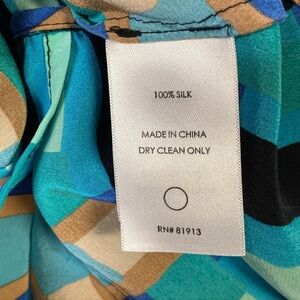 100% SILK
MADE IN CHINA
DRY CLEAN ONLY
RN# 81913